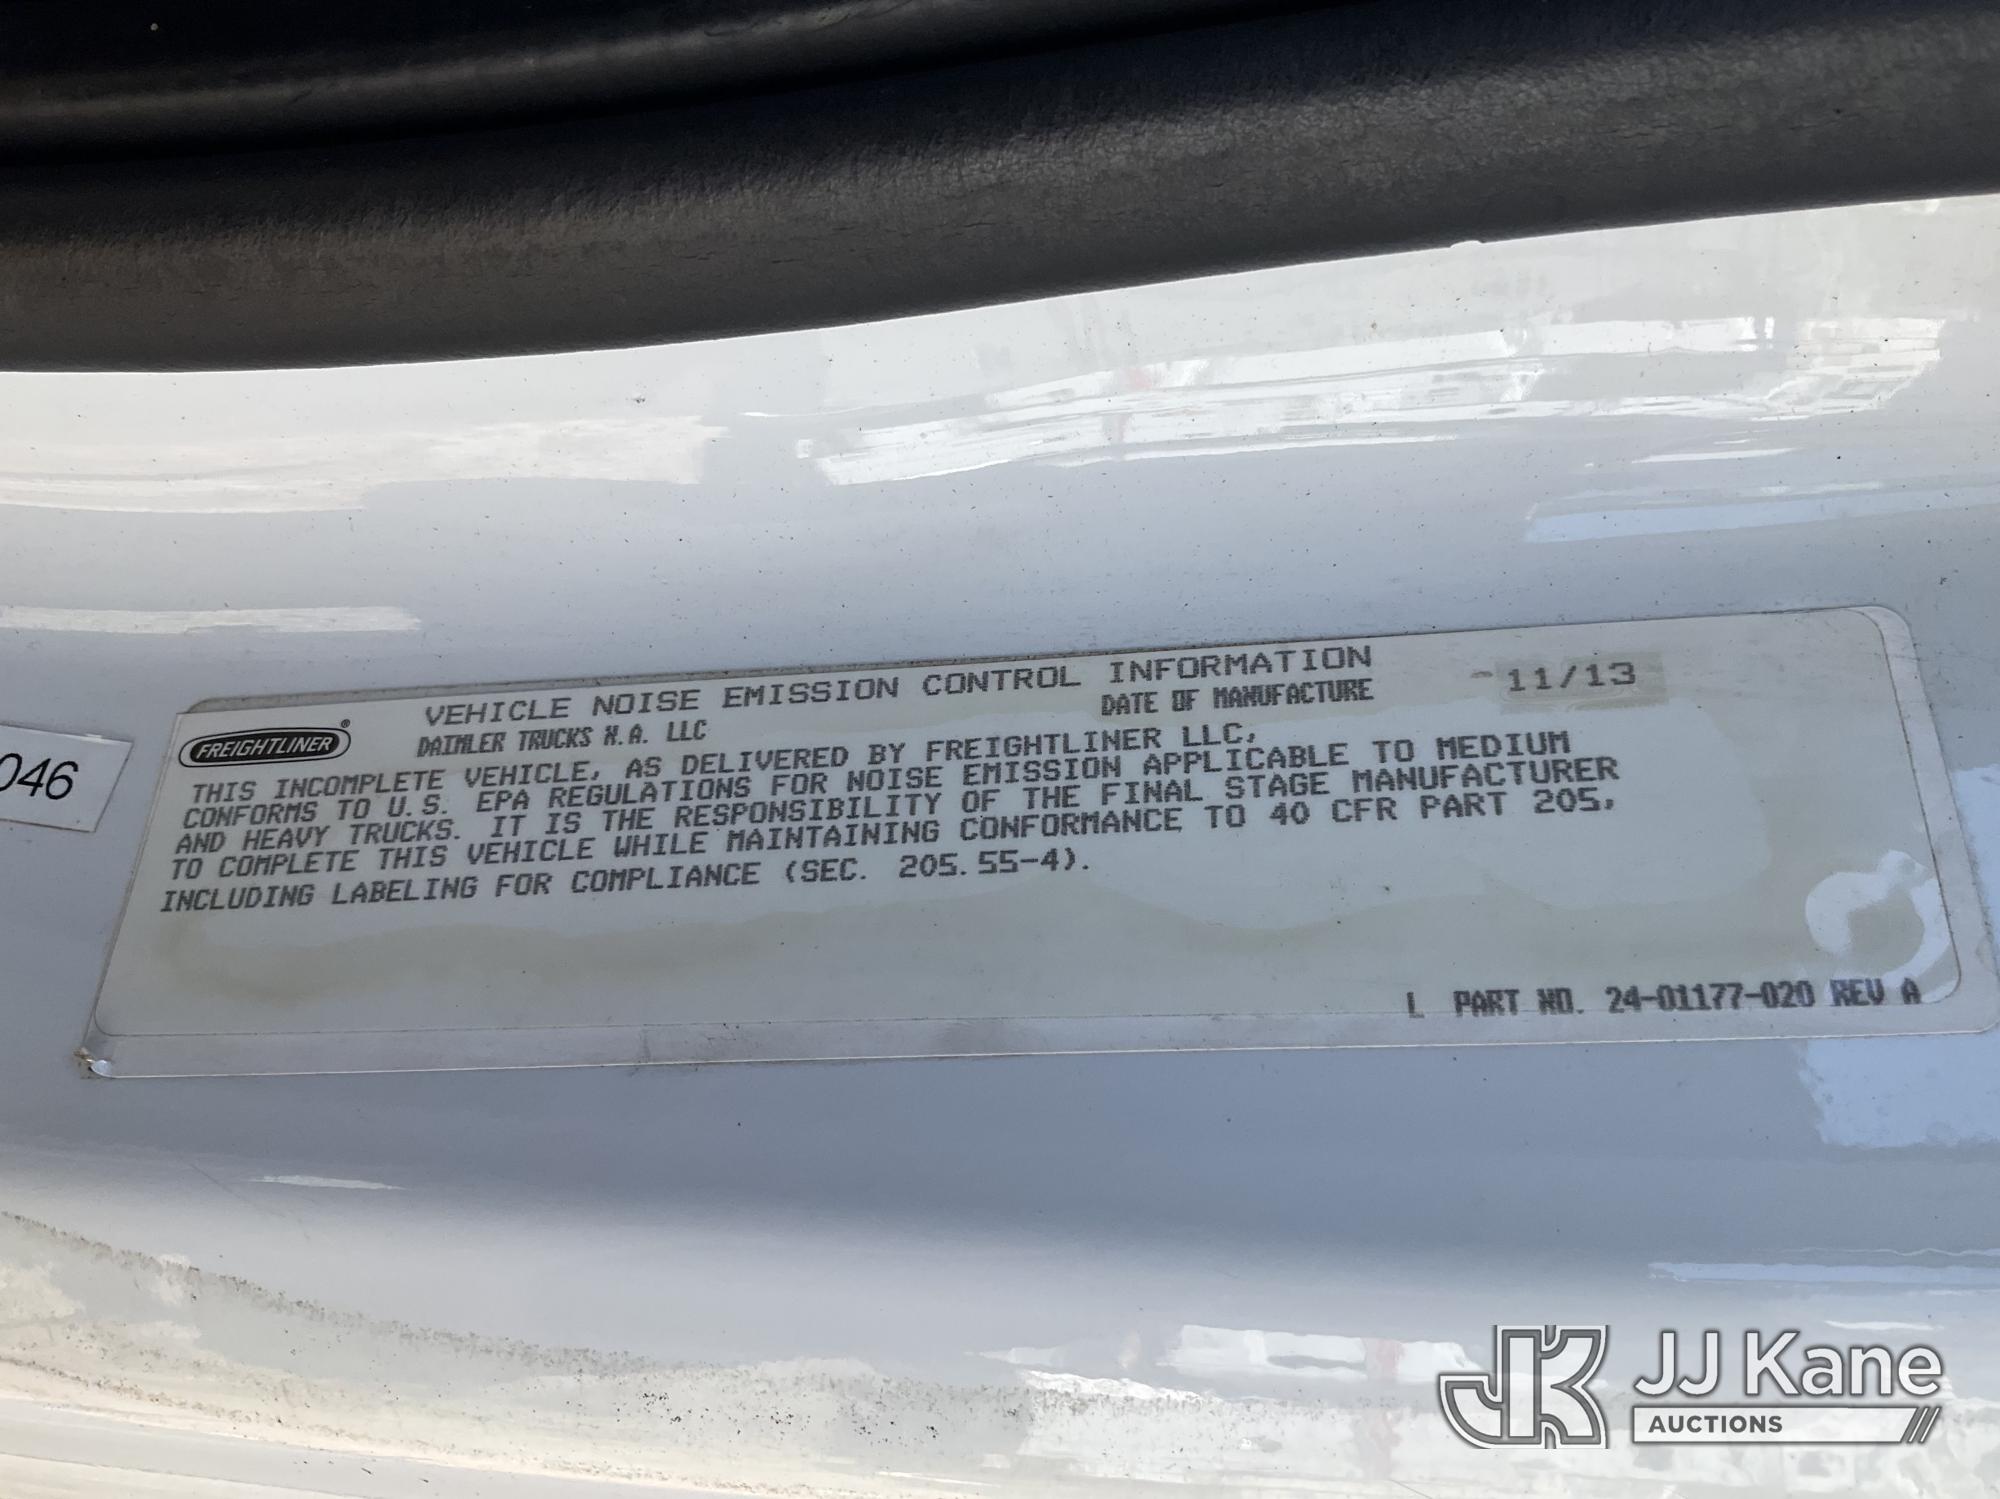 VEHICLE NOISE EMISSION CONTROL INFORMATION
FREIGHTLINER®
DAIMLER TRUCKS N.A. LLC DATE OF MANUFACTURE 11/13
THIS INCOMPLETE VEHICLE, AS DELIVERED BY FREIGHTLINER LLC,
CONFORMS TO U.S. EPA REGULATIONS FOR NOISE EMISSION APPLICABLE TO MEDIUM
AND HEAVY TRUCKS. IT IS THE RESPONSIBILITY OF THE FINAL STAGE MANUFACTURER
TO COMPLETE THIS VEHICLE WHILE MAINTAINING CONFORMANCE TO 40 CFR PART 205,
INCLUDING LABELING FOR COMPLIANCE (SEC. 205.55-4).
L PART NO. 24-01177-020 REV A
046
JK JJ Kane
AUCTIONS